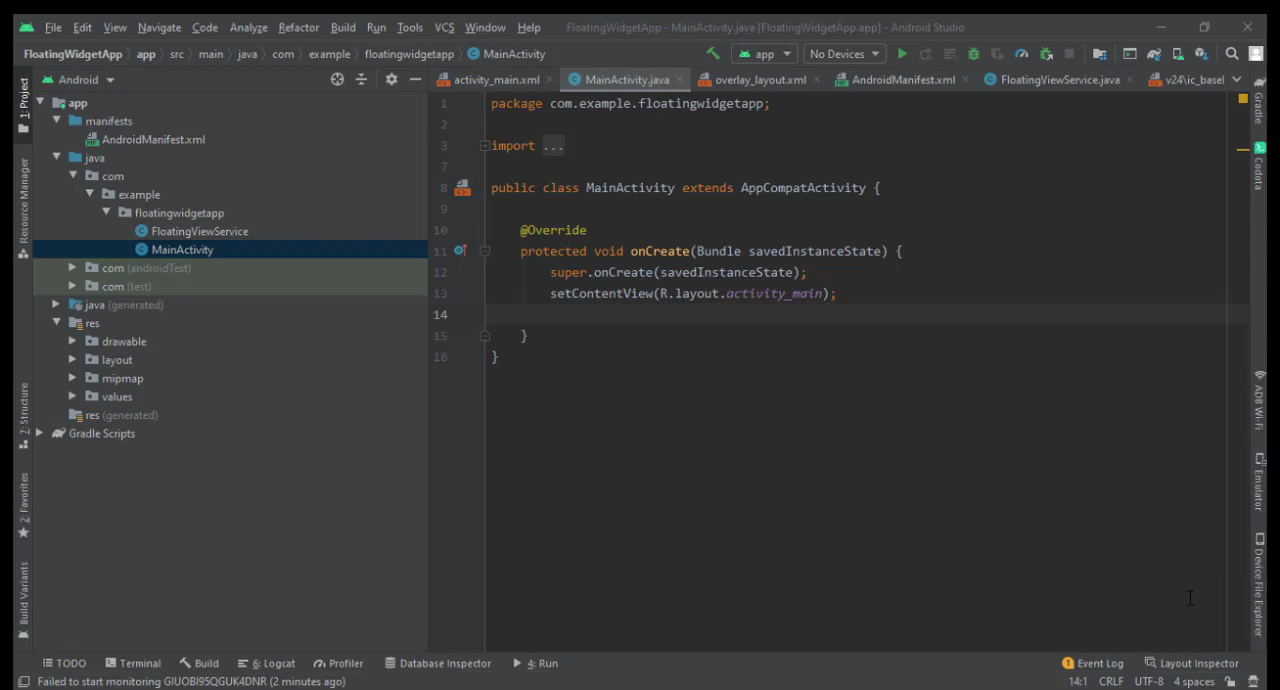 File Edit View Navigate Code Analyze Refactor Build Run Tools VCS Window Help FloatingWidgetApp - MainActivity.java [FloatingWidgetApp.app] - Android Studio
FloatingWidgetApp app src main java com example floatingwidgetapp MainActivity app No Devices
Android
activity_main.xml MainActivity.java overlay_layout.xml AndroidManifest.xml FloatingViewService.java v24\ic_basel
1: Project
Resource Manager
7: Structure
2: Favorites
Build Variants
app
manifests
AndroidManifest.xml
java
com
example
floatingwidgetapp
FloatingViewService
MainActivity
com (androidTest)
com (test)
java (generated)
res
drawable
layout
mipmap
values
res (generated)
Gradle Scripts
1 package com.example.floatingwidgetapp;
2
3 import ...
7
8 public class MainActivity extends AppCompatActivity {
9
10 @Override
11 protected void onCreate(Bundle savedInstanceState) {
12 super.onCreate(savedInstanceState);
13 setContentView(R.layout.activity_main);
14
15 }
16 }
Gradle
Codota
ADB Wi-Fi
Emulator
Device File Explorer
TODO Terminal Build 6: Logcat Profiler Database Inspector 4: Run 1 Event Log Layout Inspector
Failed to start monitoring GIUOBI95QGUK4DNR (2 minutes ago) 14:1 CRLF UTF-8 4 spaces